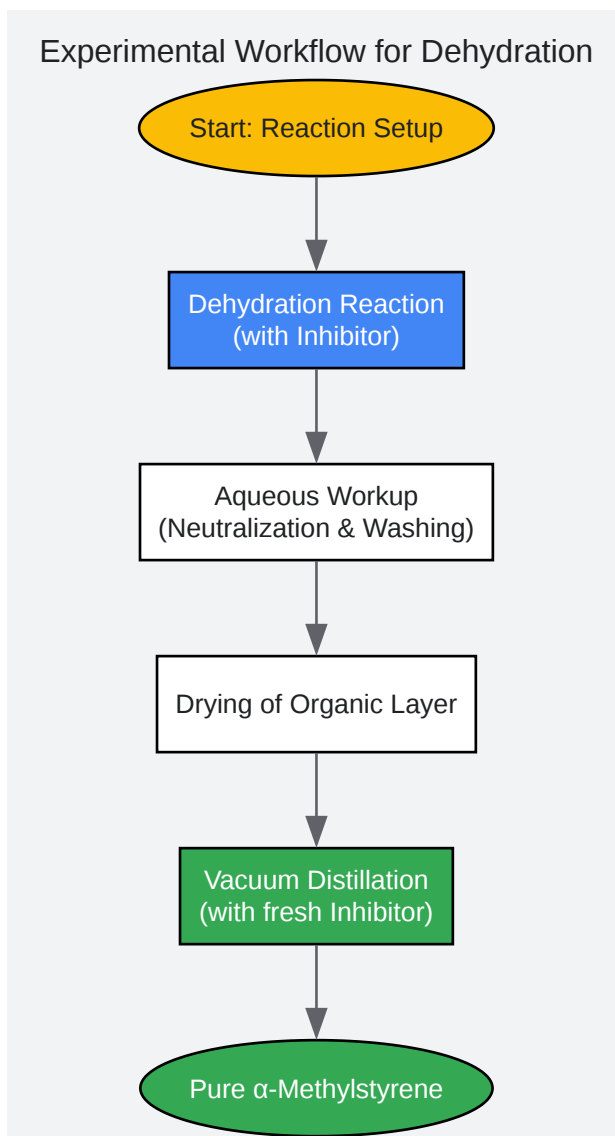 Experimental Workflow for Dehydration
Start: Reaction Setup
Dehydration Reaction
(with Inhibitor)
Aqueous Workup
(Neutralization & Washing)
Drying of Organic Layer
Vacuum Distillation
(with fresh Inhibitor)
Pure α-Methylstyrene